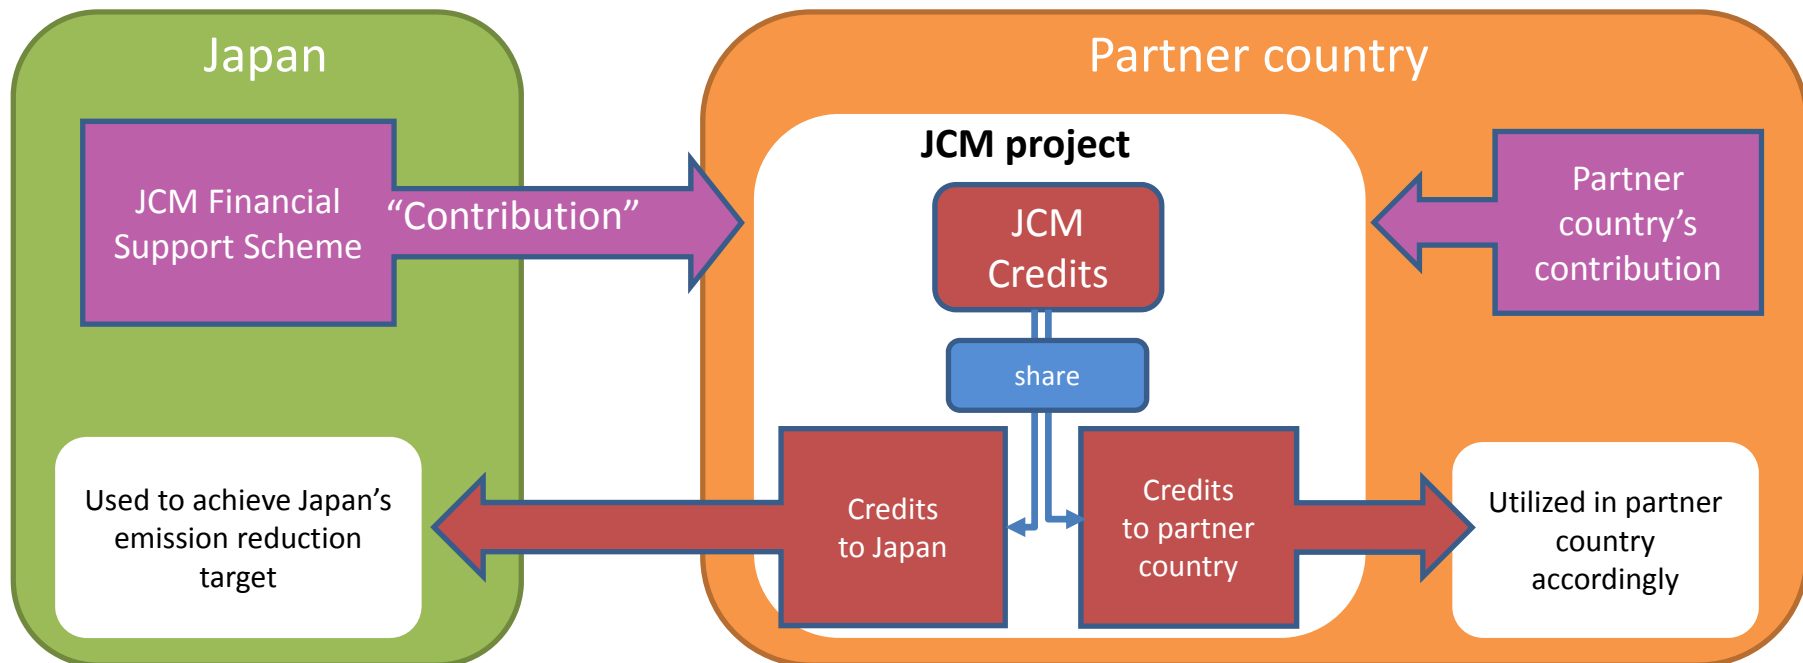 Japan
Partner country
JCM Financial
Support Scheme
“Contribution”
JCM project
JCM
Credits
share
Partner
country’s
contribution
Used to achieve Japan’s
emission reduction
target
Credits
to Japan
Credits
to partner
country
Utilized in partner
country
accordingly